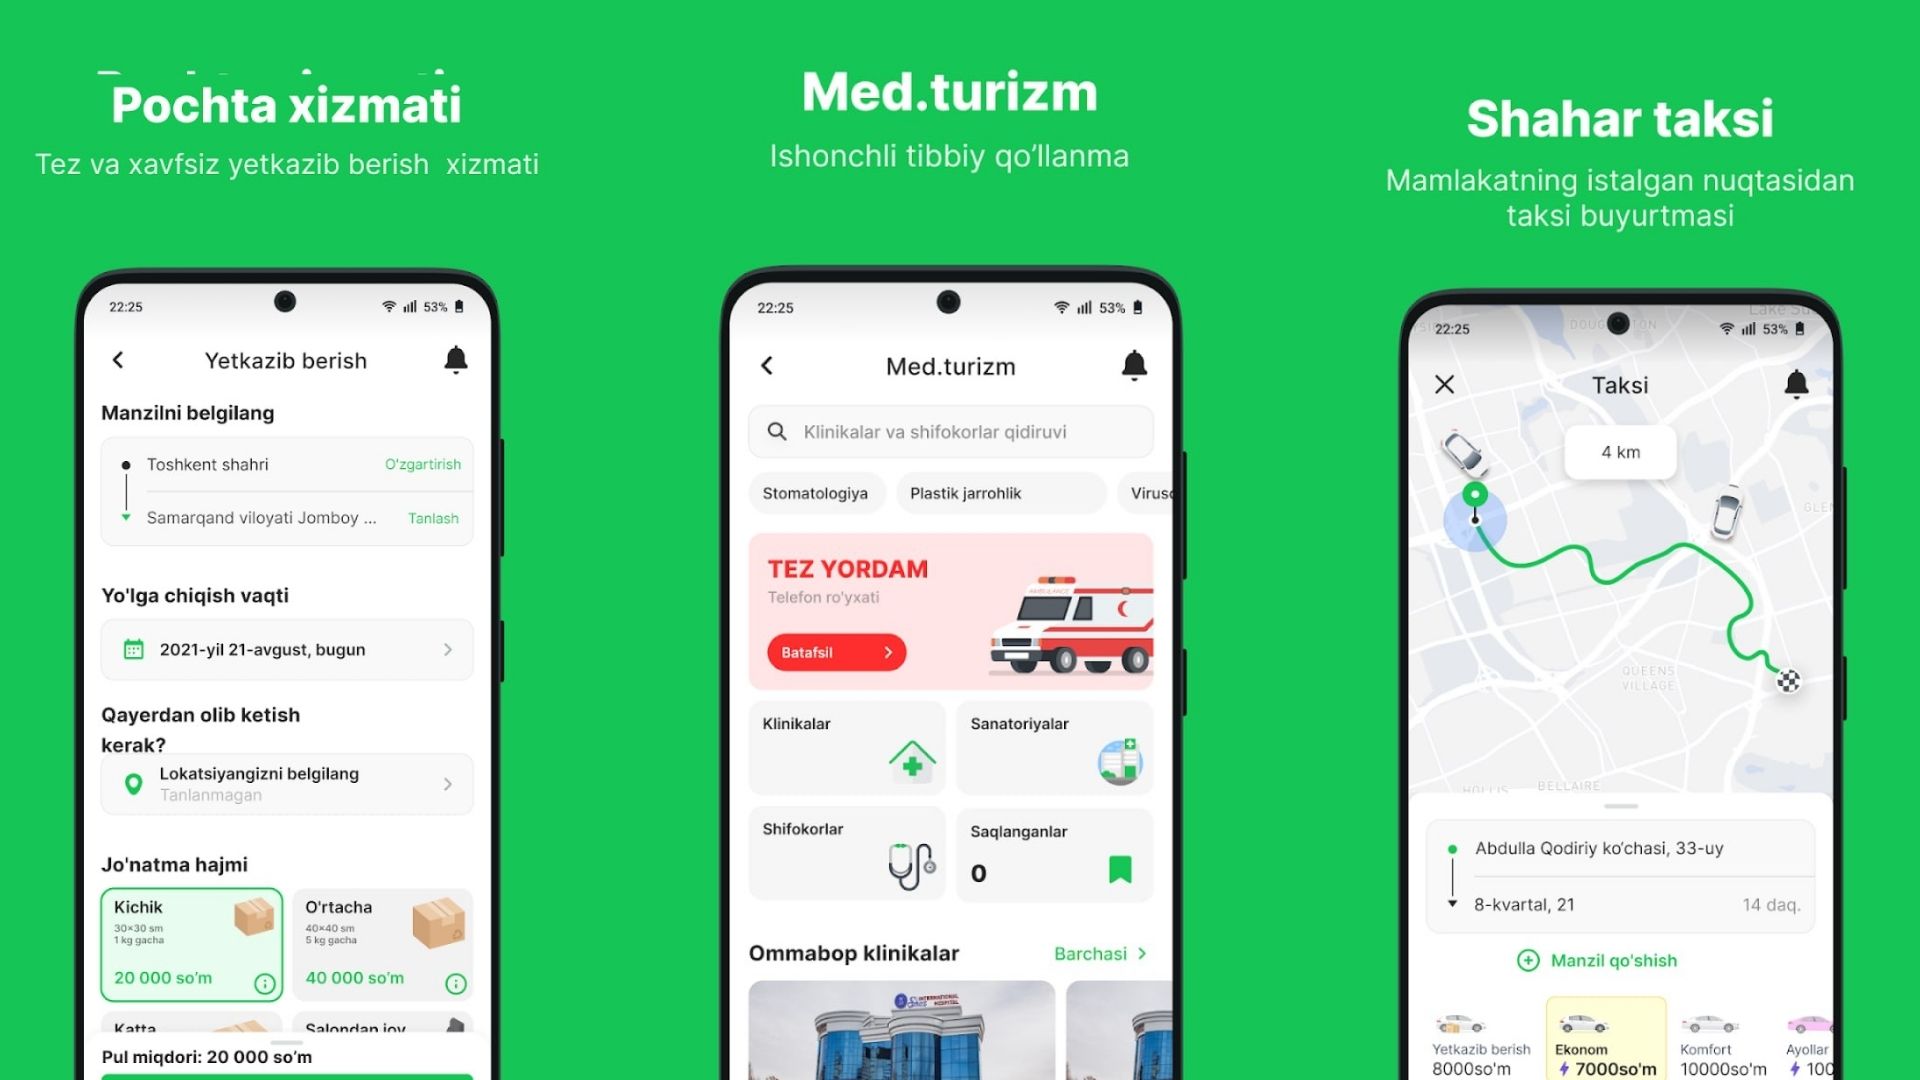 Pochta xizmati
Tez va xavfsiz yetkazib berish xizmati
22:25
53%
Yetkazib berish
Manzilni belgilang
Toshkent shahri
O'zgartirish
Samarqand viloyati Jomboy ...
Tanlash
Yo'lga chiqish vaqti
2021-yil 21-avgust, bugun
Qayerdan olib ketish
kerak?
Lokatsiyangizni belgilang
Tanlanmagan
Jo'natma hajmi
Kichik
30×30 sm
1 kg gacha
20 000 so'm
O'rtacha
40×40 sm
5 kg gacha
40 000 so'm
Katta
Salondan joy
Pul miqdori: 20 000 so'm
Med.turizm
Ishonchli tibbiy qo‘llanma
22:25
53%
Med.turizm
Klinikalar va shifokorlar qidiruvi
Stomatologiya
Plastik jarrohlik
TEZ YORDAM
Telefon ro'yxati
Batafsil
AMBULANCE
Klinikalar
Sanatoriyalar
Shifokorlar
Saqlanganlar
0
Ommabop klinikalar
Barchasi
INTERNATIONAL
HOSPITAL
Shahar taksi
Mamlakatning istalgan nuqtasidan
taksi buyurtmasi
22:25
53%
Taksi
4 km
QUEENS
VILLAGE
HOLLIS
BELLAIRE
Abdulla Qodiriy ko‘chasi, 33-uy
8-kvartal, 21
14 daq.
Manzil qo'shish
Yetkazib berish
8000so'm
Ekonom
7000so'm
Komfort
10000so'm
Ayollar
100